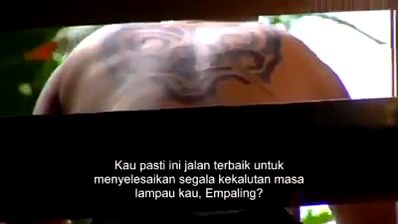 Kau pasti ini jalan terbaik untuk
menyelesaikan segala kekalutan masa
lampau kau, Empaling?